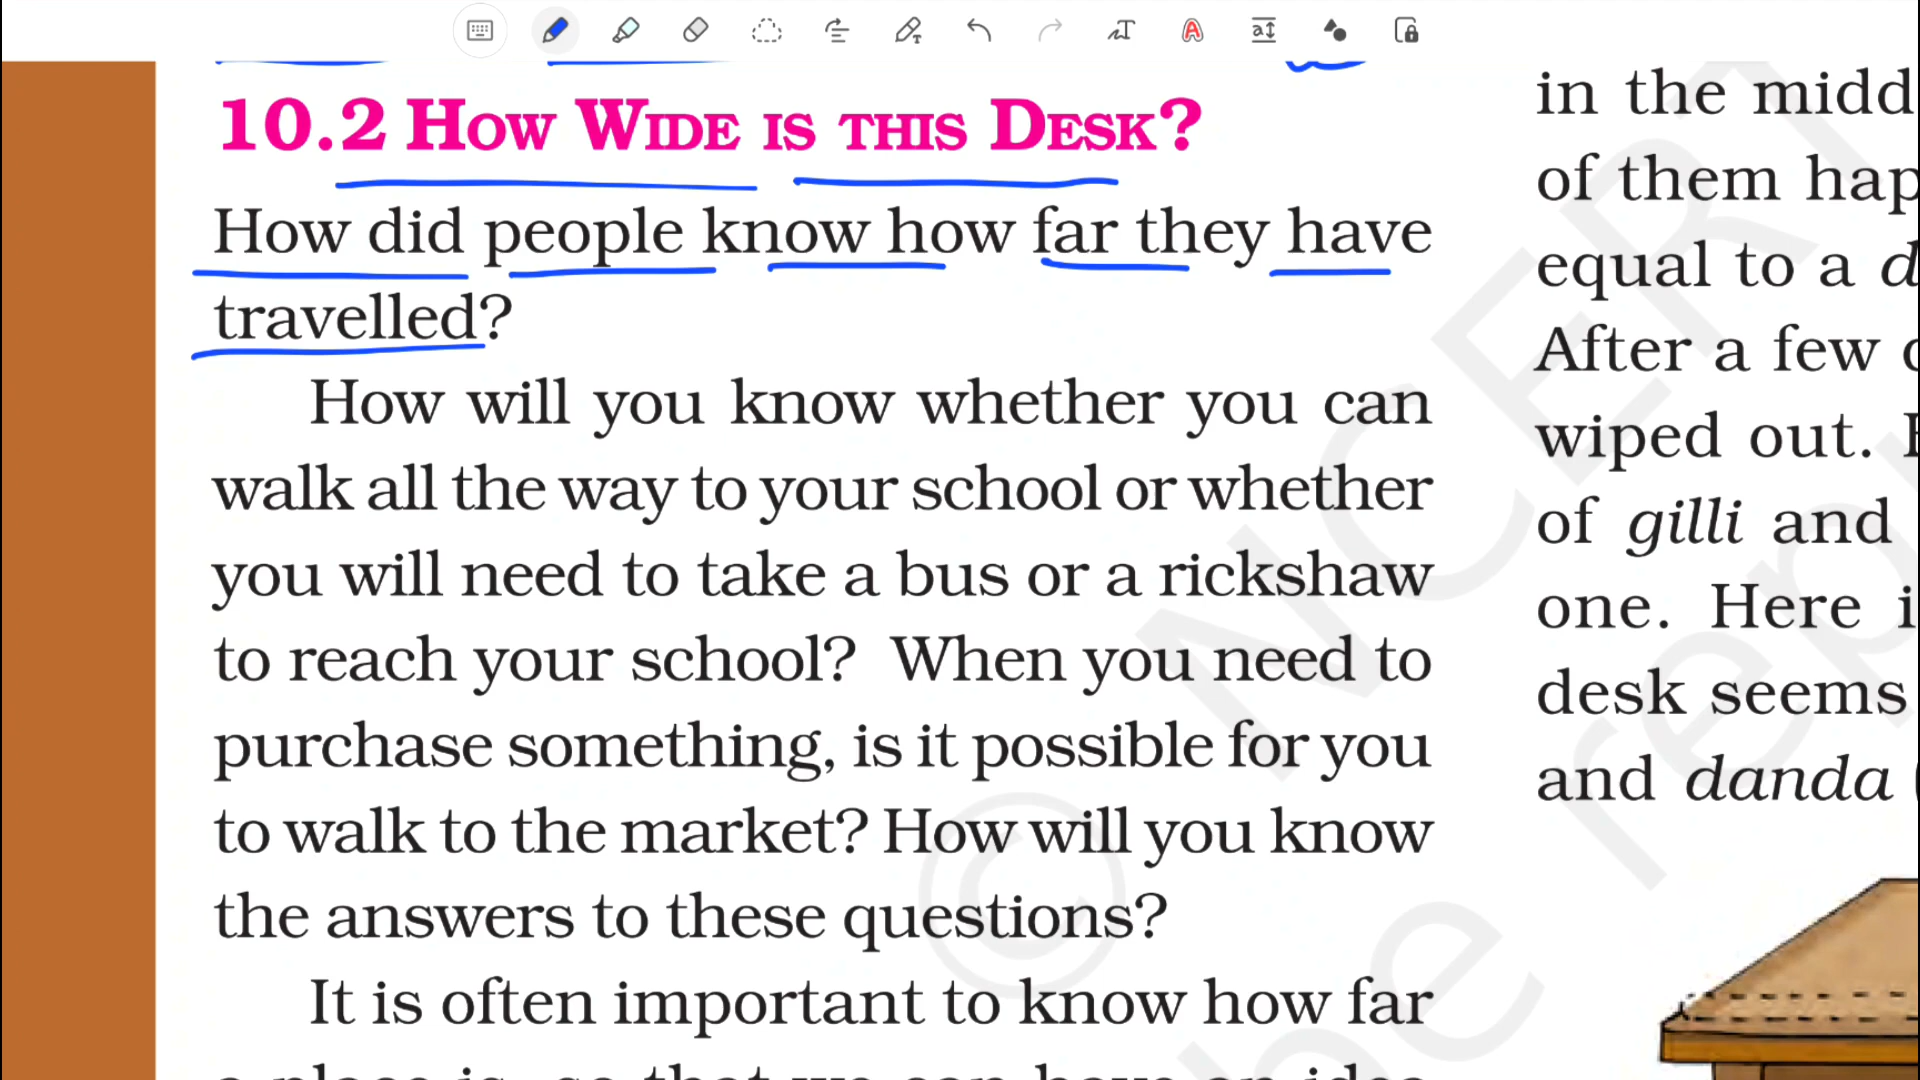 10.2 How Wide is this Desk?
How did people know how far they have
travelled?
How will you know whether you can
walk all the way to your school or whether
you will need to take a bus or a rickshaw
to reach your school? When you need to
purchase something, is it possible for you
to walk to the market? How will you know
the answers to these questions?
It is often important to know how far
in the midd
of them hap
equal to a d
After a few
wiped out.
of gilli and
one. Here i
desk seems
and danda
© NCERT